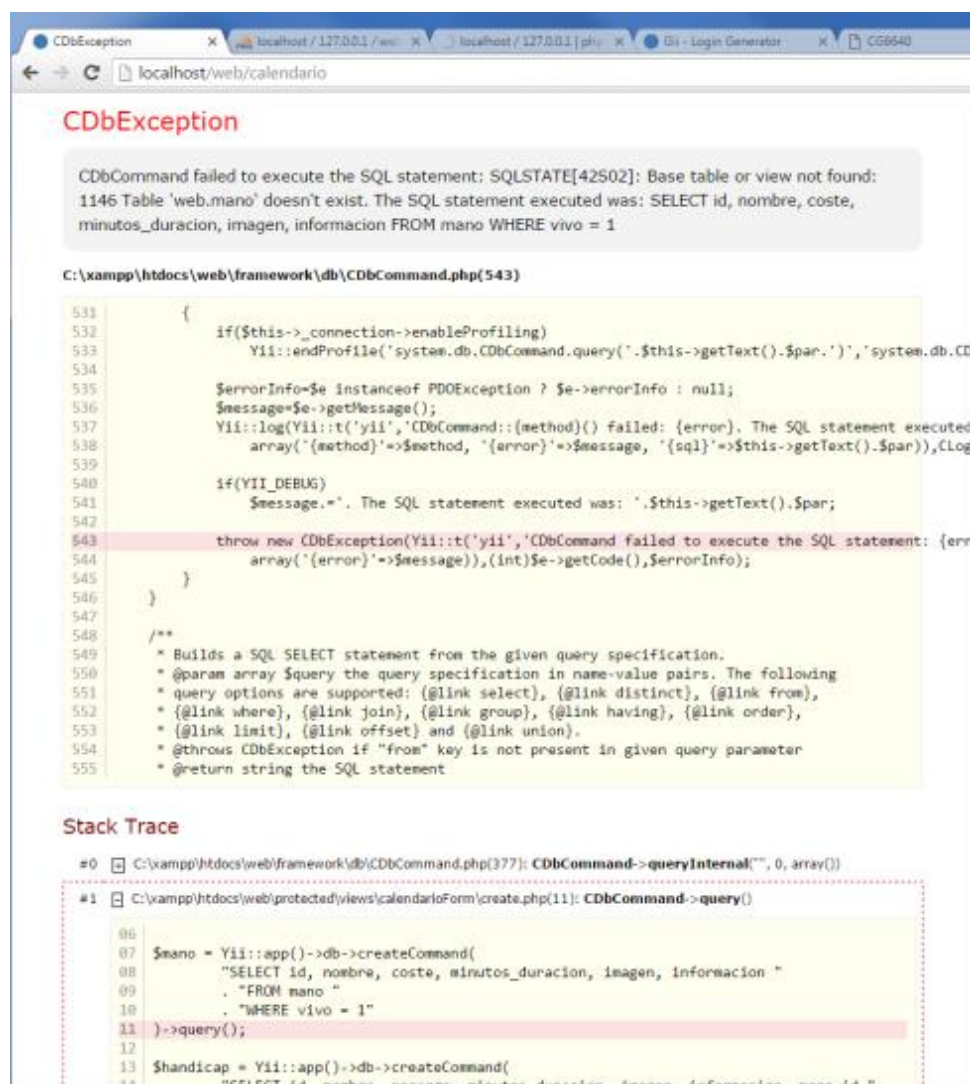 CDbException
localhost / 127.0.0.1 /
localhost / 127.0.0.1 |
Gii - Login Generator
CG8640
localhost/web/calendario
CDbException
CDbCommand failed to execute the SQL statement: SQLSTATE[42S02]: Base table or view not found:
1146 Table 'web.mano' doesn't exist. The SQL statement executed was: SELECT id, nombre, coste,
minutos_duracion, imagen, informacion FROM mano WHERE vivo = 1
C:\xampp\htdocs\web\framework\db\CDbCommand.php(543)
531 {
532 if($this->_connection->enableProfiling)
533 Yii::endProfile('system.db.CDbCommand.query('.$this->getText().$par.')','system.db.CD
534
535 $errorInfo=$e instanceof PDOException ? $e->errorInfo : null;
536 $message=$e->getMessage();
537 Yii::log(Yii::t('yii','CDbCommand::{method}() failed: {error}. The SQL statement executed
538 array('{method}'=>$method, '{error}'=>$message, '{sql}'=>$this->getText().$par)),CLog
539
540 if(YII_DEBUG)
541 $message.='. The SQL statement executed was: '.$this->getText().$par;
542
543 throw new CDbException(Yii::t('yii','CDbCommand failed to execute the SQL statement: {err
544 array('{error}'=>$message)),(int)$e->getCode(),$errorInfo);
545 }
546 }
547
548 /**
549 * Builds a SQL SELECT statement from the given query specification.
550 * @param array $query the query specification in name-value pairs. The following
551 * query options are supported: {@link select}, {@link distinct}, {@link from},
552 * {@link where}, {@link join}, {@link group}, {@link having}, {@link order},
553 * {@link limit}, {@link offset} and {@link union}.
554 * @throws CDbException if "from" key is not present in given query parameter
555 * @return string the SQL statement
Stack Trace
#0 C:\xampp\htdocs\web\framework\db\CDbCommand.php(377): CDbCommand->queryInternal("", 0, array())
#1 C:\xampp\htdocs\web\protected\views\calendarioForm\create.php(11): CDbCommand->query()
06
07 $mano = Yii::app()->db->createCommand(
08 "SELECT id, nombre, coste, minutos_duracion, imagen, informacion "
09 . "FROM mano "
10 . "WHERE vivo = 1"
11 )->query();
12
13 $handicap = Yii::app()->db->createCommand(